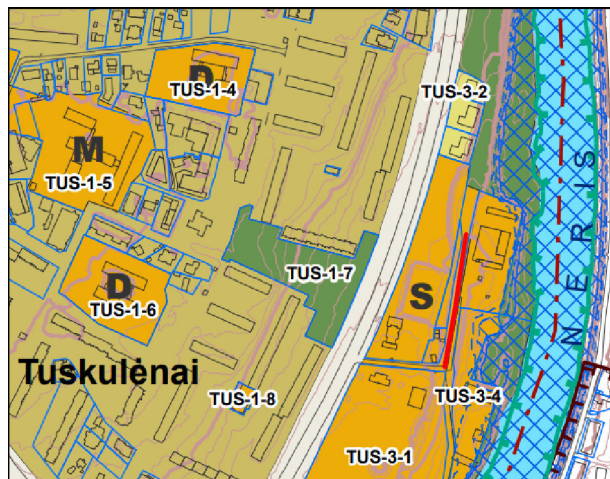 D
TUS-1-4
TUS-3-2
M
TUS-1-5
TUS-1-7
S
D
TUS-1-6
NERIS
Tuskulėnai
TUS-1-8
TUS-3-4
TUS-3-1